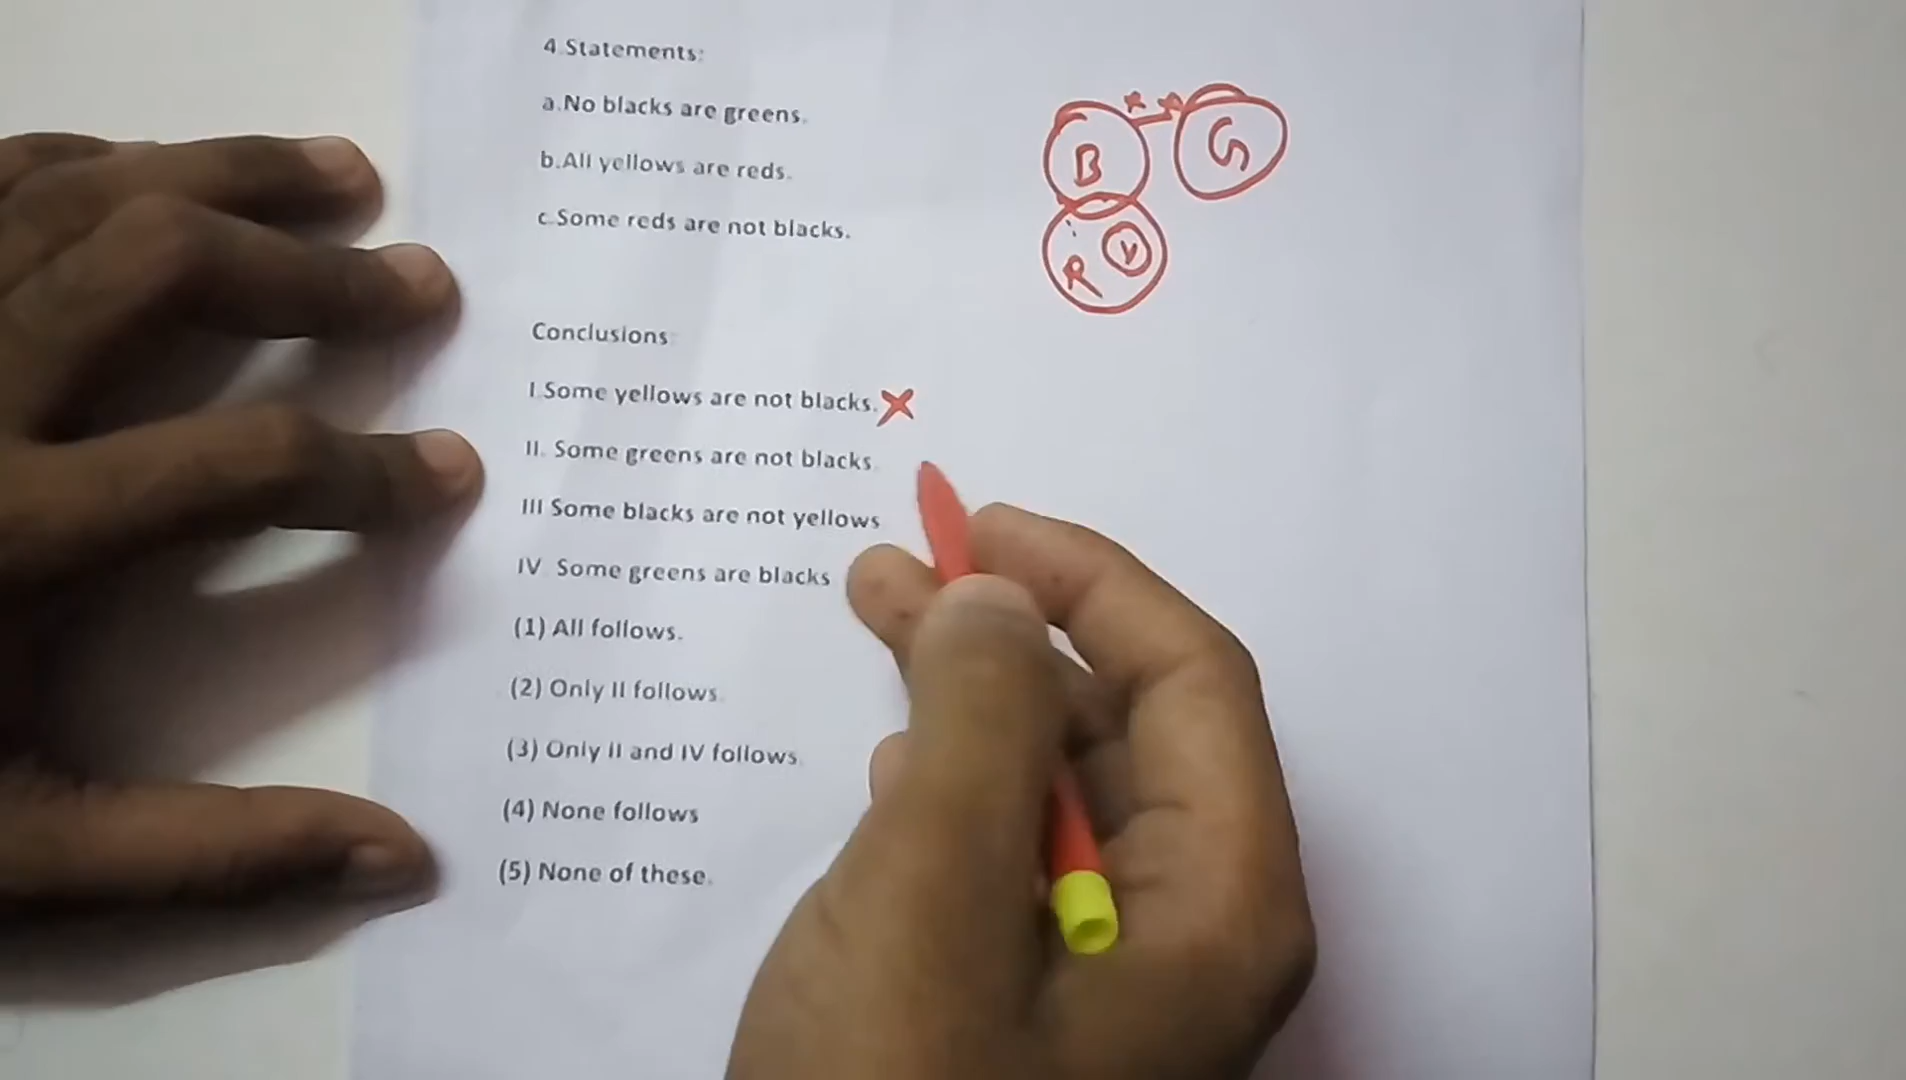 4.Statements:
a.No blacks are greens.
b.All yellows are reds.
c.Some reds are not blacks.
B
G
R
Y
Conclusions:
I.Some yellows are not blacks.
II. Some greens are not blacks.
III Some blacks are not yellows
IV Some greens are blacks
(1) All follows.
(2) Only II follows.
(3) Only II and IV follows.
(4) None follows
(5) None of these.